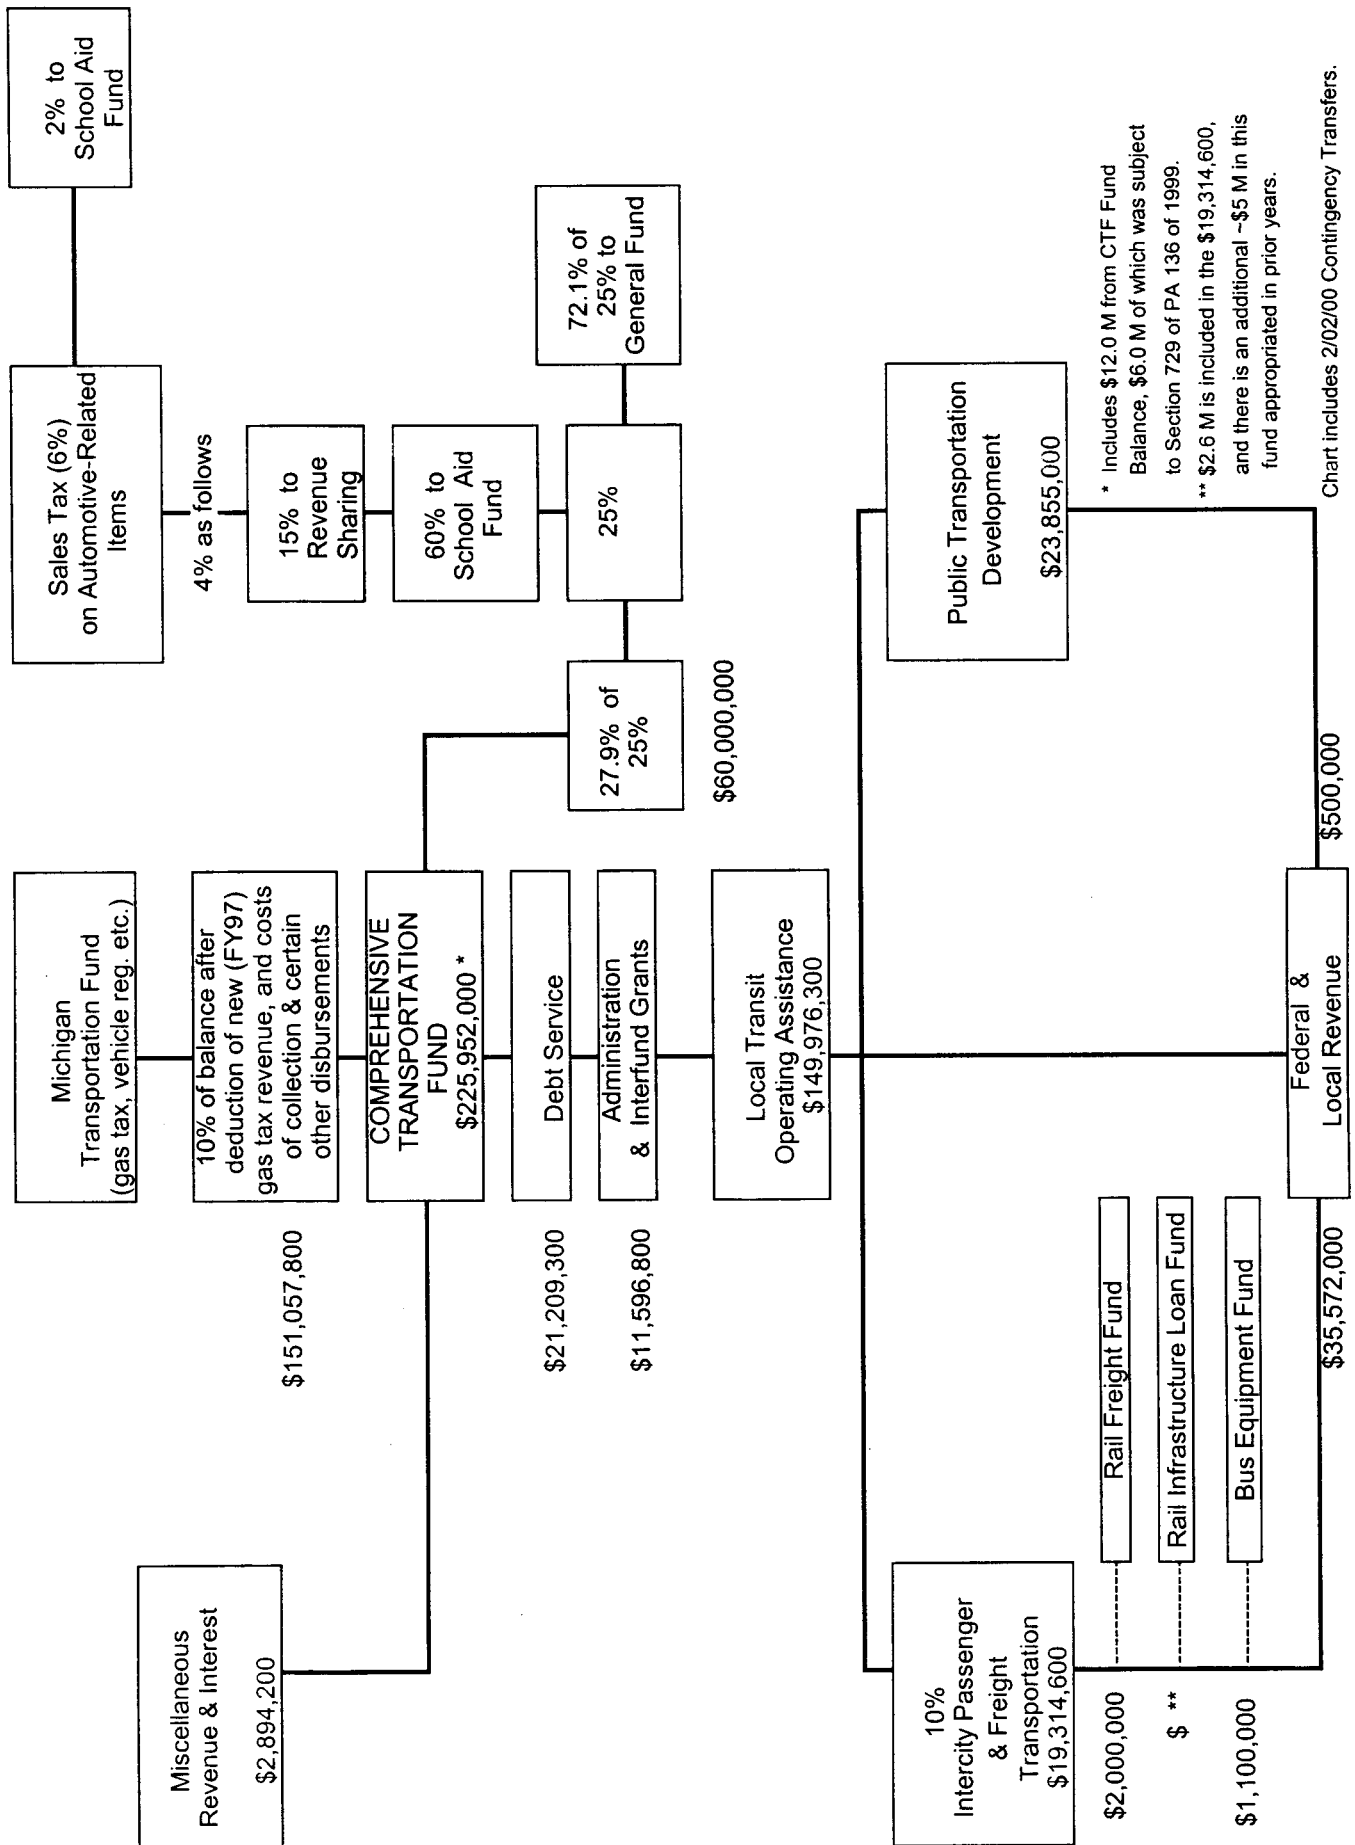 Michigan
Transportation Fund
(gas tax, vehicle reg. etc.)
Sales Tax (6%)
on Automotive-Related
Items
2% to
School Aid
Fund
Miscellaneous
Revenue & Interest
$2,894,200
$151,057,800
10% of balance after
deduction of new (FY97)
gas tax revenue, and costs
of collection & certain
other disbursements
4% as follows
15% to
Revenue
Sharing
COMPREHENSIVE
TRANSPORTATION
FUND
$225,952,000 *
60% to
School Aid
Fund
$21,209,300
Debt Service
27.9% of
25%
25%
72.1% of
25% to
General Fund
$11,596,800
Administration
& Interfund Grants
$60,000,000
Local Transit
Operating Assistance
$149,976,300
10%
Intercity Passenger
& Freight
Transportation
$19,314,600
Public Transportation
Development
$23,855,000
$2,000,000
Rail Freight Fund
$ **
Rail Infrastructure Loan Fund
$1,100,000
Bus Equipment Fund
* Includes $12.0 M from CTF Fund
Balance, $6.0 M of which was subject
to Section 729 of PA 136 of 1999.
** $2.6 M is included in the $19,314,600,
and there is an additional ~$5 M in this
fund appropriated in prior years.
$35,572,000
Federal &
Local Revenue
$500,000
Chart includes 2/02/00 Contingency Transfers.